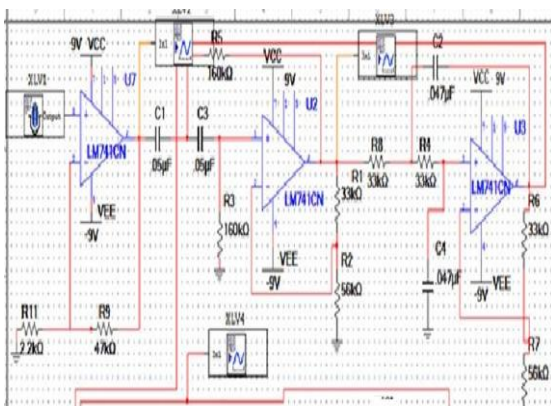 XLV3
R5
160kΩ
C2
.047µF
9V VCC
U7
C1
C3
.05µF
.05µF
LM741CN
VEE
-9V
9V
U2
LM741CN
VEE
-9V
R3
160kΩ
R1
33kΩ
R2
56kΩ
R8
33kΩ
R4
33kΩ
VCC 9V
U3
LM741CN
VEE
-9V
C4
.047µF
R6
33kΩ
R7
56kΩ
R11
2.2kΩ
R9
47kΩ
XLV4